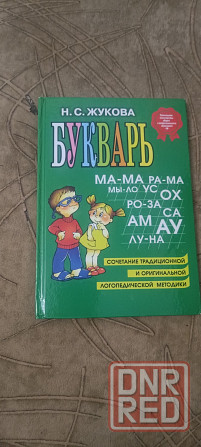 Н. С. ЖУКОВА
БУКВАРЬ
МА-МА РА-МА
МЫ-ЛО УС ОХ
РО-ЗА СА
АМ АУ
ЛУ-НА
СОЧЕТАНИЕ ТРАДИЦИОННОЙ
И ОРИГИНАЛЬНОЙ
ЛОГОПЕДИЧЕСКОЙ МЕТОДИКИ
DNR
RED